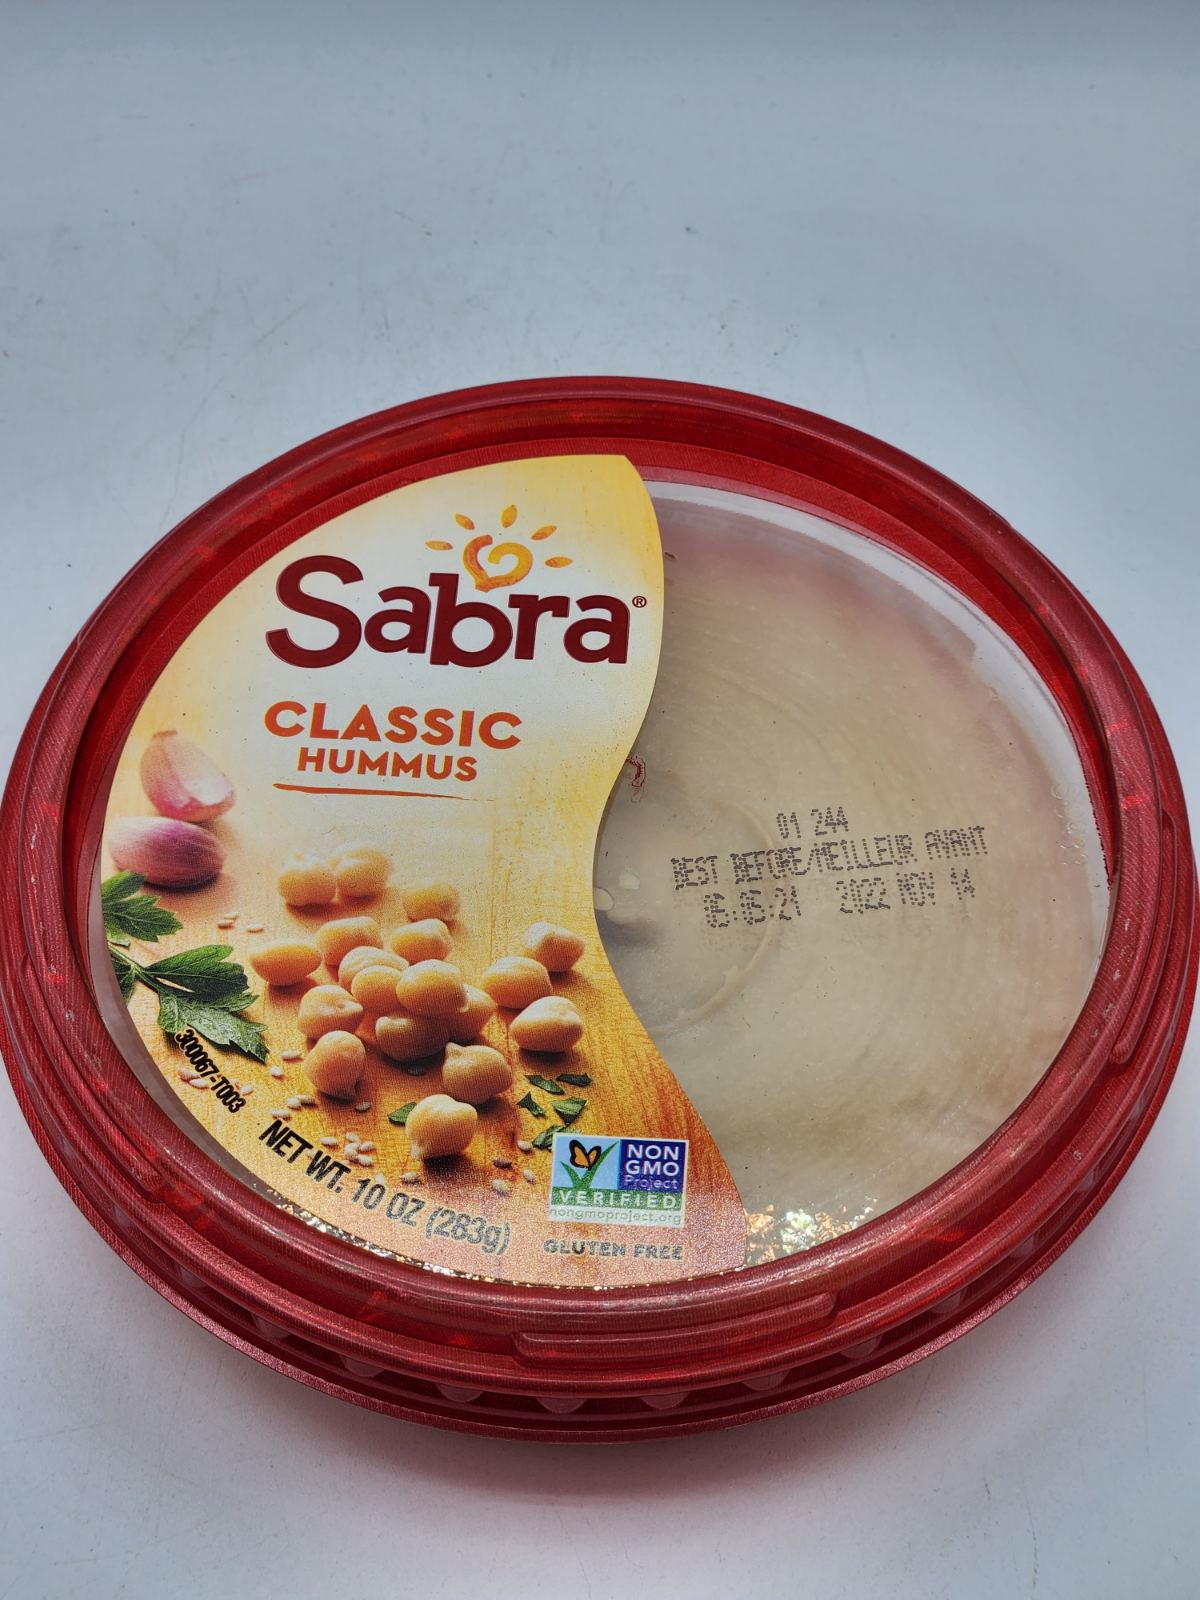 Sabra®
CLASSIC
HUMMUS
01 244
BEST BEFORE/MEILLEUR AVANT
2022 NOV 14
300067-T003
NET WT. 10 OZ (283g)
NON
GMO
Project
VERIFIED
nongmoproject.org
GLUTEN FREE